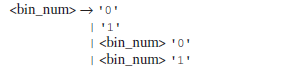 <bin_num> → '0'
| '1'
| <bin_num> '0'
| <bin_num> '1'